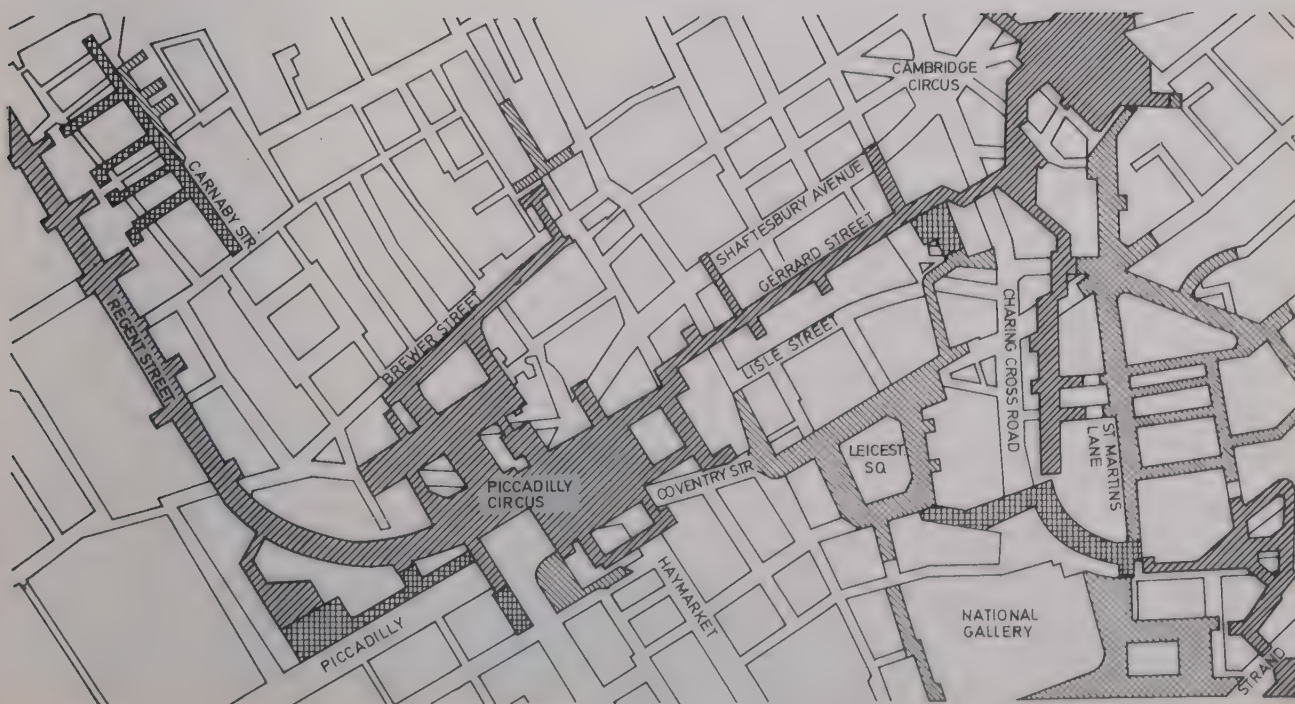 CAMBRIDGE
CIRCUS
CARNABY STR.
SHAFTESBURY AVENUE
GERRARD STREET
REGENT STREET
BREWER STREET
LISLE STREET
CHARING CROSS ROAD
ST MARTINS
LANE
LEICEST.
SQ.
COVENTRY STR.
PICCADILLY
CIRCUS
HAYMARKET
NATIONAL
GALLERY
PICADILLY
STRAND